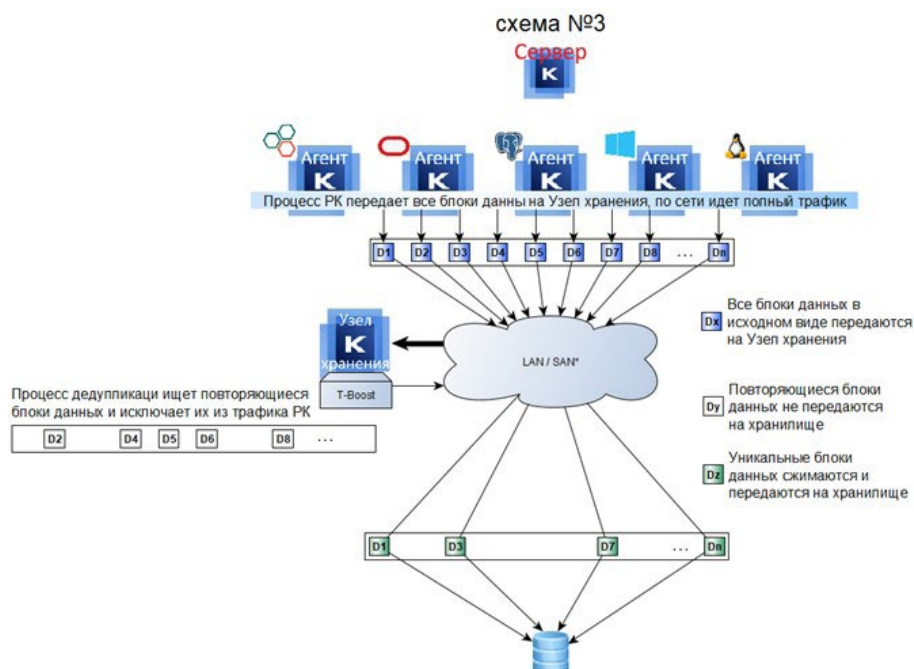 схема №3
Сервер
K
Агент Агент Агент Агент Агент
K K K K K
Процесс РК передает все блоки данны на Узел хранения, по сети идет полный трафик
D1 D2 D3 D4 D5 D6 D7 D8 ... Dn
Узел
K
хранения
T-Boost
LAN / SAN*
Dx
Все блоки данных в
исходном виде передаются
на Узел хранения
Процесс дедуппликаци ищет повторяющиеся
блоки данных и исключает их из трафика РК
D2 D4 D5 D6 D8 ...
Dy
Повторяющиеся блоки
данных не передаются
на хранилище
Dz
Уникальные блоки
данных сжимаются и
передаются на хранилище
D1 D3 D7 ... Dn